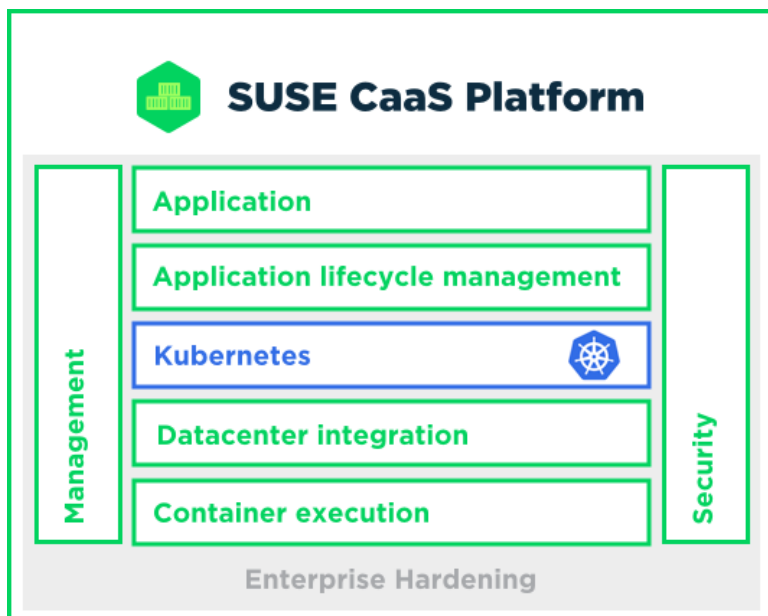 SUSE CaaS Platform
Management
Application
Application lifecycle management
Kubernetes
Datacenter integration
Container execution
Security
Enterprise Hardening